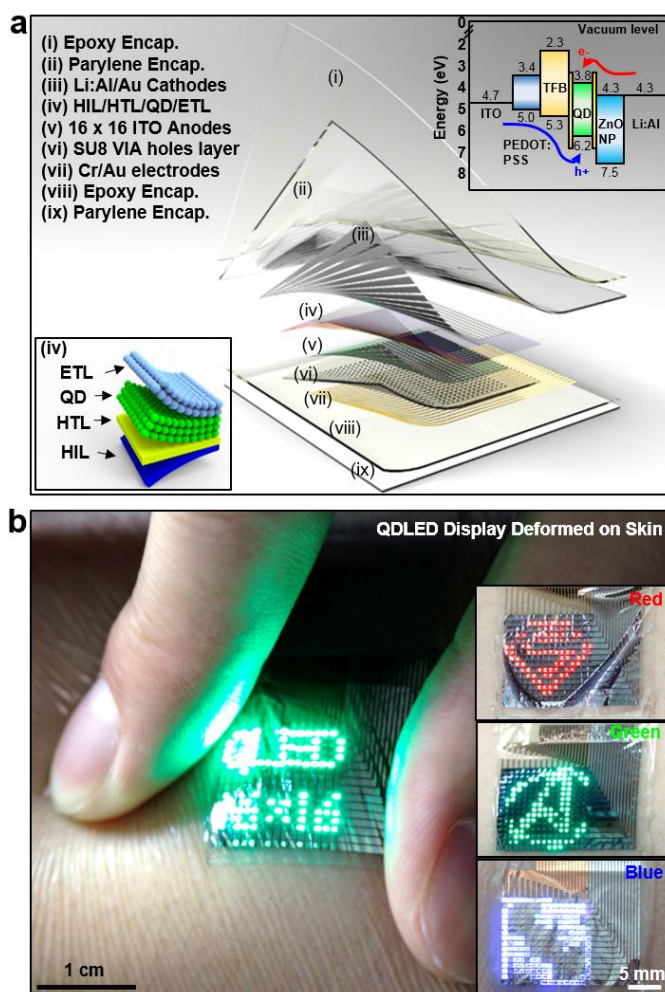 a
(i) Epoxy Encap.
(ii) Parylene Encap.
(iii) Li:Al/Au Cathodes
(iv) HIL/HTL/QD/ETL
(v) 16 x 16 ITO Anodes
(vi) SU8 VIA holes layer
(vii) Cr/Au electrodes
(viii) Epoxy Encap.
(ix) Parylene Encap.
(i)
(ii)
(iii)
(iv)
(v)
(vi)
(vii)
(viii)
(ix)
Energy (eV)
0
2
3
4
5
6
7
8
Vacuum level
2.3
e-
3.4
TFB
3.8
4.7
QD
4.3
4.3
ITO
5.0
5.3
ZnO
NP
Li:Al
PEDOT:
PSS
6.2
h+
7.5
(iv)
ETL
QD
HTL
HIL
b
QDLED Display Deformed on Skin
Red
Green
Blue
1 cm
5 mm